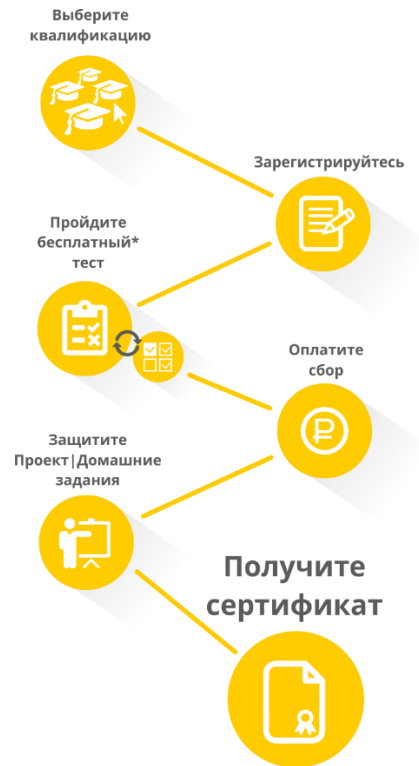 Выберите
квалификацию
Зарегистрируйтесь
Пройдите
бесплатный*
тест
Оплатите
сбор
Защитите
Проект|Домашние
задания
Получите
сертификат